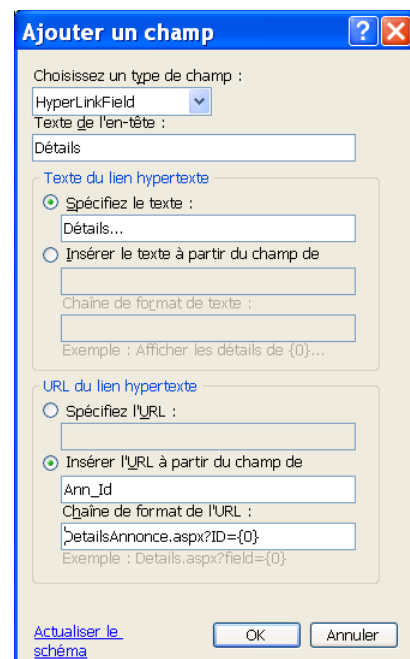 Ajouter un champ
Choisissez un type de champ :
HyperLinkField
Texte de l'en-tête :
Détails
Texte du lien hypertexte
Spécifiez le texte :
Détails...
Insérer le texte à partir du champ de
Chaîne de format de texte :
Exemple : Afficher les détails de {0}...
URL du lien hypertexte
Spécifiez l'URL :
Insérer l'URL à partir du champ de
Ann_Id
Chaîne de format de l'URL :
DetailsAnnonce.aspx?ID={0}
Exemple : Details.aspx?field={0}
Actualiser le
schéma
OK
Annuler